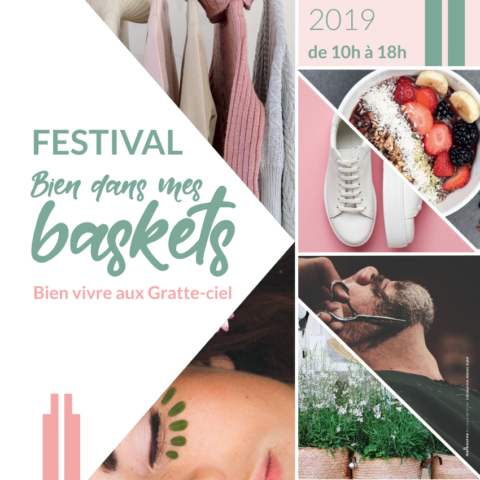 2019
de 10h à 18h
FESTIVAL
Bien dans mes
baskets
Bien vivre aux Gratte-ciel